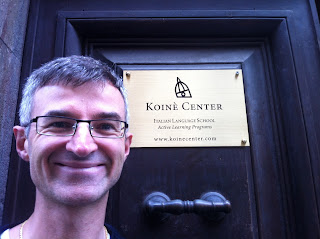 Koinè Center
Italian Language School
Active Learning Programs
www.koinecenter.com